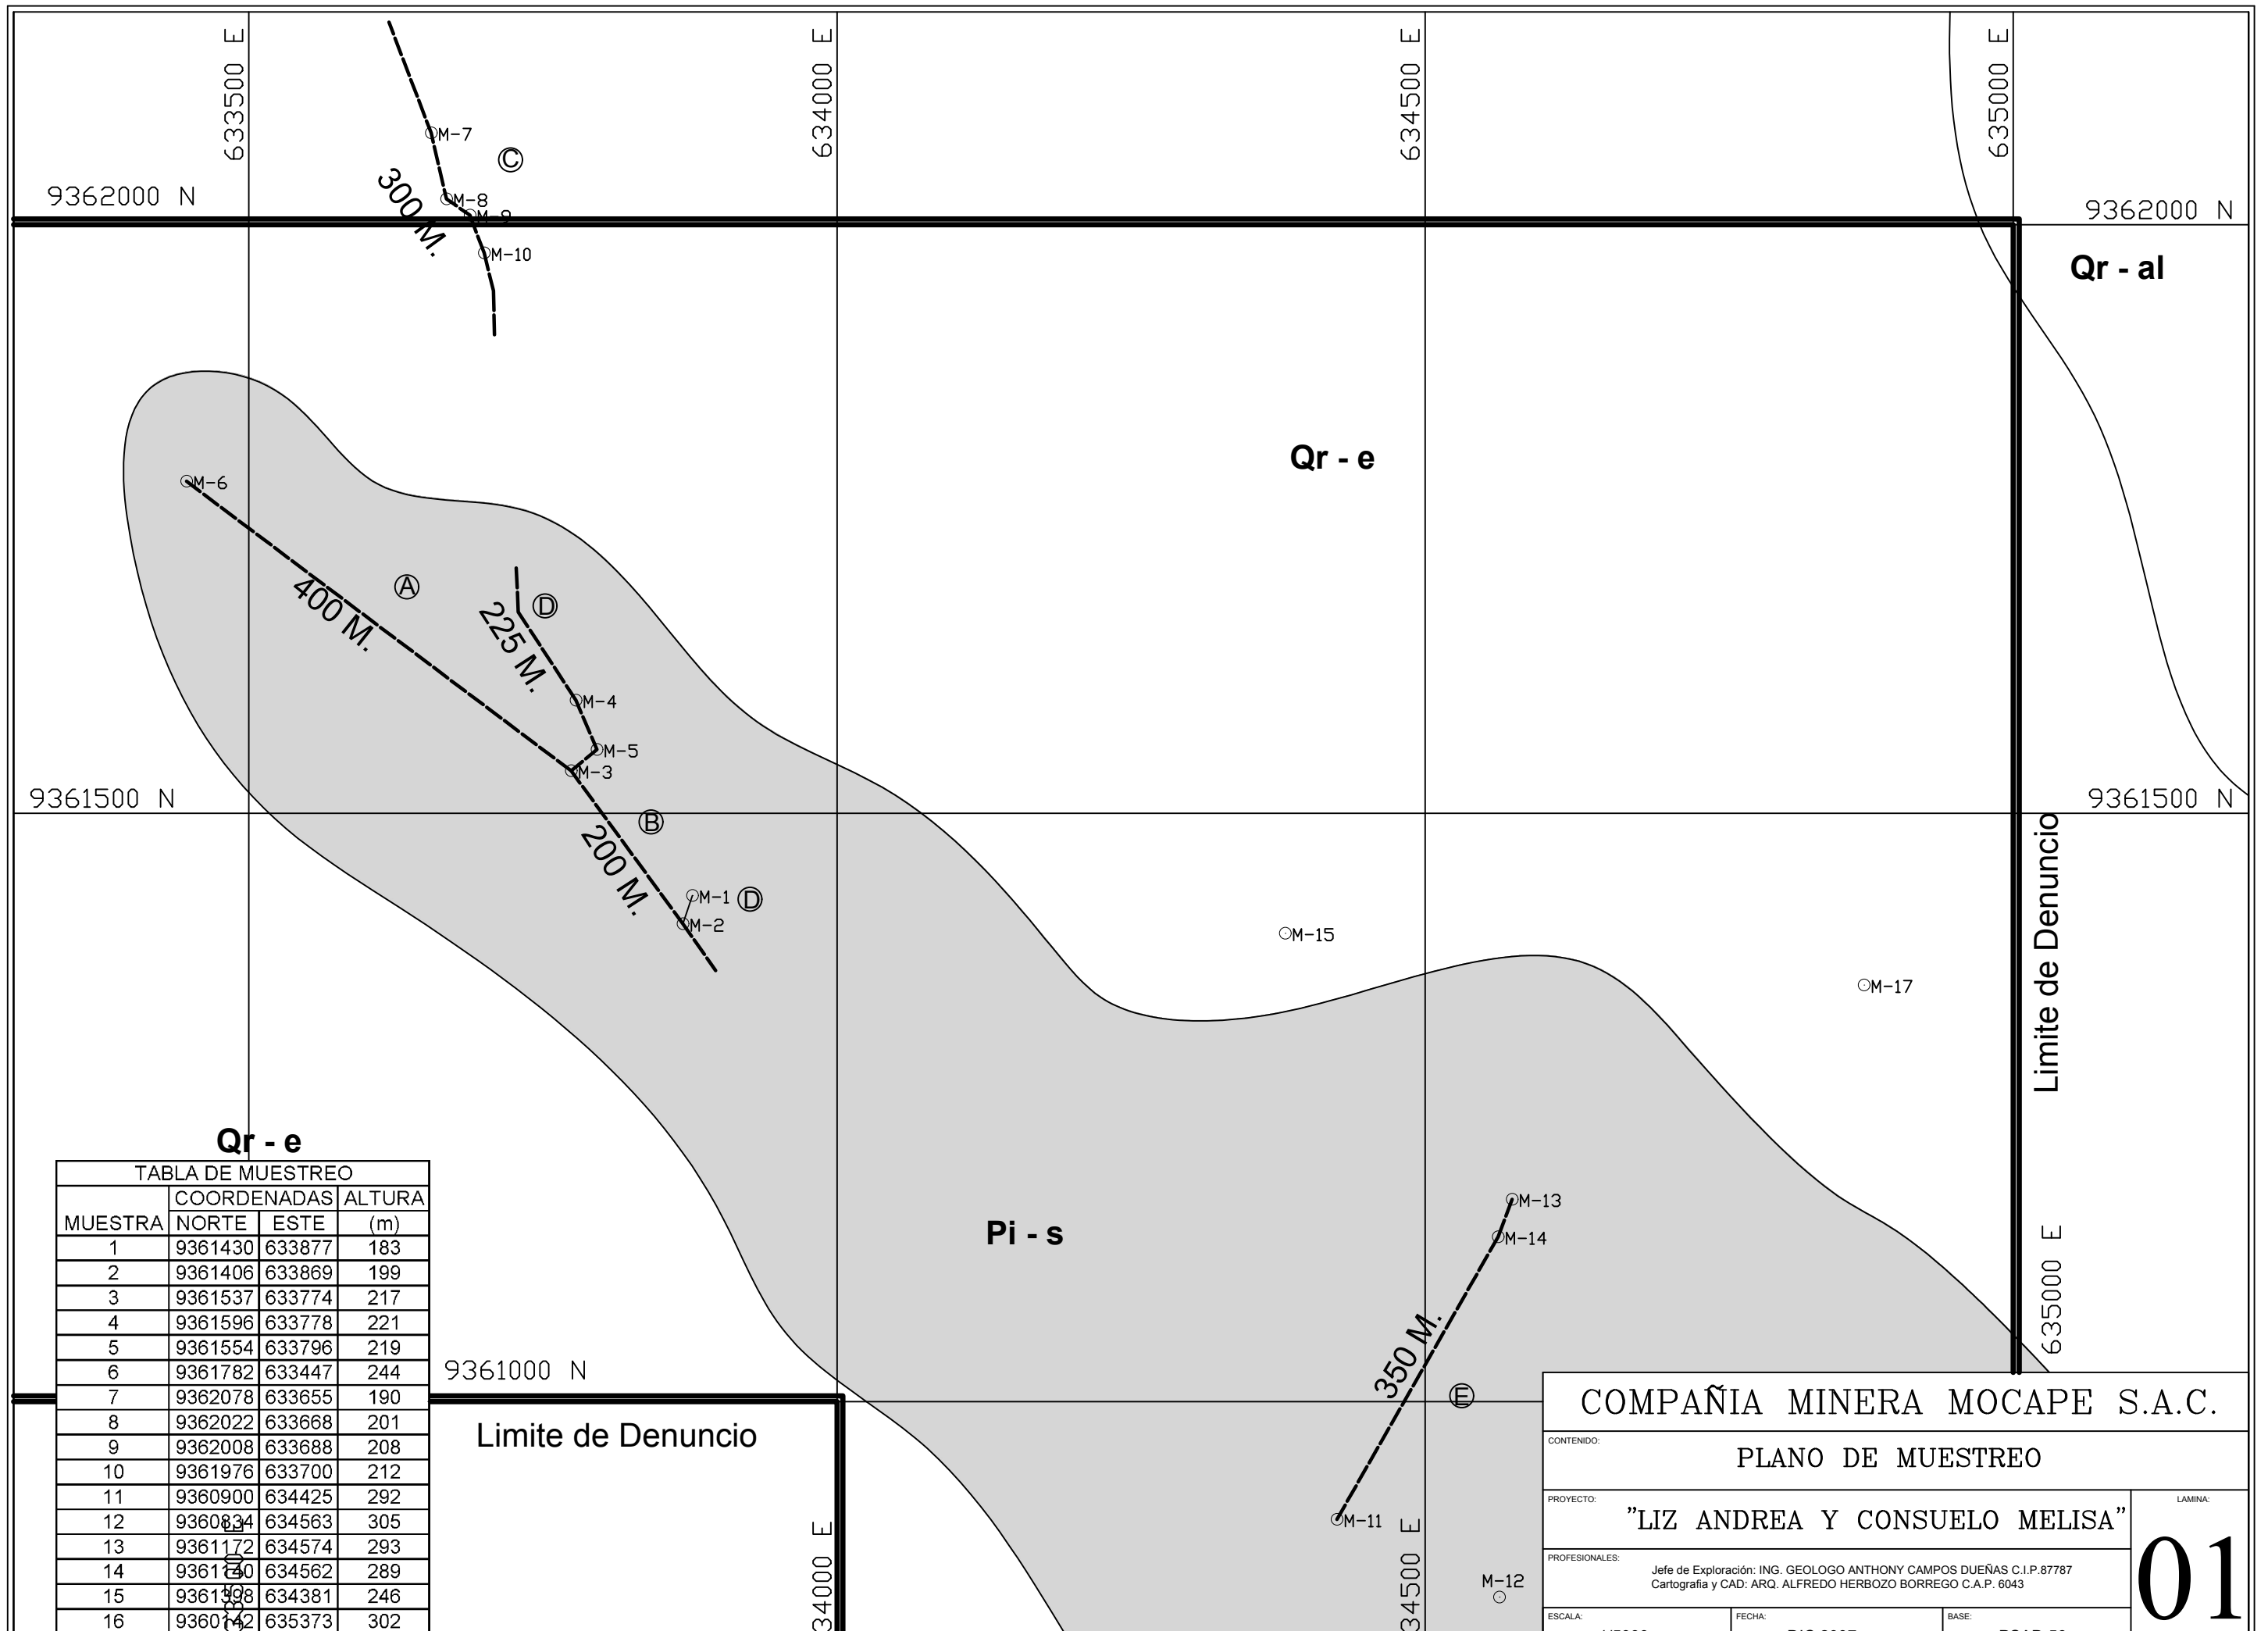 633500 E
634000 E
634500 E
635000 E
M-7
C
300 M.
M-8
M-9
M-10
9362000 N
9362000 N
Qr - al
Qr - e
M-6
A
400 M.
D
225 M.
M-4
M-5
M-3
9361500 N
9361500 N
B
200 M.
M-1
D
M-2
M-15
M-17
Limite de Denuncio
Qr - e
Pi - s
M-13
M-14
350 M.
E
M-11
M-12
635000 E
9361000 N
Limite de Denuncio
34000 E
34500 E
TABLA DE MUESTREO
MUESTRA COORDENADAS ALTURA
NORTE ESTE (m)
1 9361430 633877 183
2 9361406 633869 199
3 9361537 633774 217
4 9361596 633778 221
5 9361554 633796 219
6 9361782 633447 244
7 9362078 633655 190
8 9362022 633668 201
9 9362008 633688 208
10 9361976 633700 212
11 9360900 634425 292
12 9360834 634563 305
13 9361172 634574 293
14 9361140 634562 289
15 9361398 634381 246
16 9360142 635373 302
COMPAÑIA MINERA MOCAPE S.A.C.
CONTENIDO:
PLANO DE MUESTREO
PROYECTO:
"LIZ ANDREA Y CONSUELO MELISA"
LAMINA:
01
PROFESIONALES:
Jefe de Exploración: ING. GEOLOGO ANTHONY CAMPOS DUEÑAS C.I.P.87787
Cartografia y CAD: ARQ. ALFREDO HERBOZO BORREGO C.A.P. 6043
ESCALA:
FECHA:
BASE: